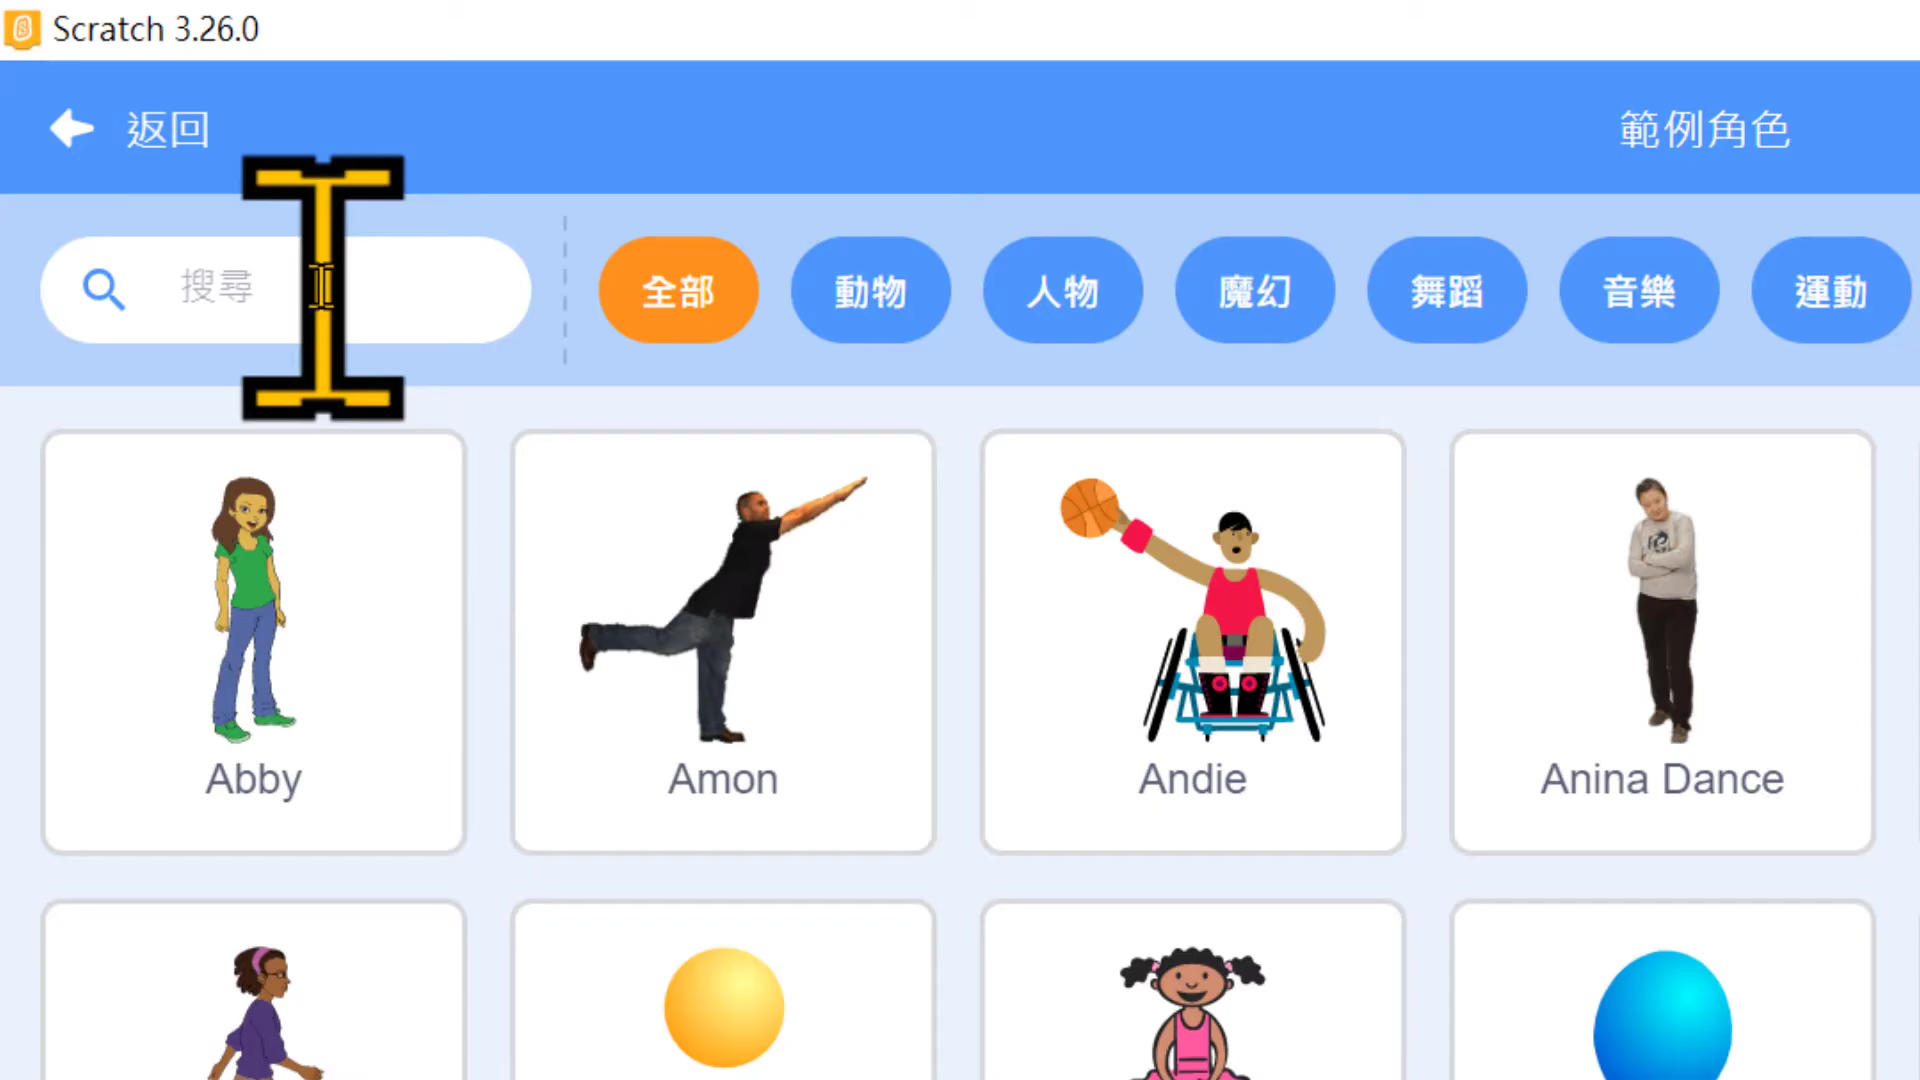 Scratch 3.26.0
返回
範例角色
搜尋
全部
動物
人物
魔幻
舞蹈
音樂
運動
Abby
Amon
Andie
Anina Dance